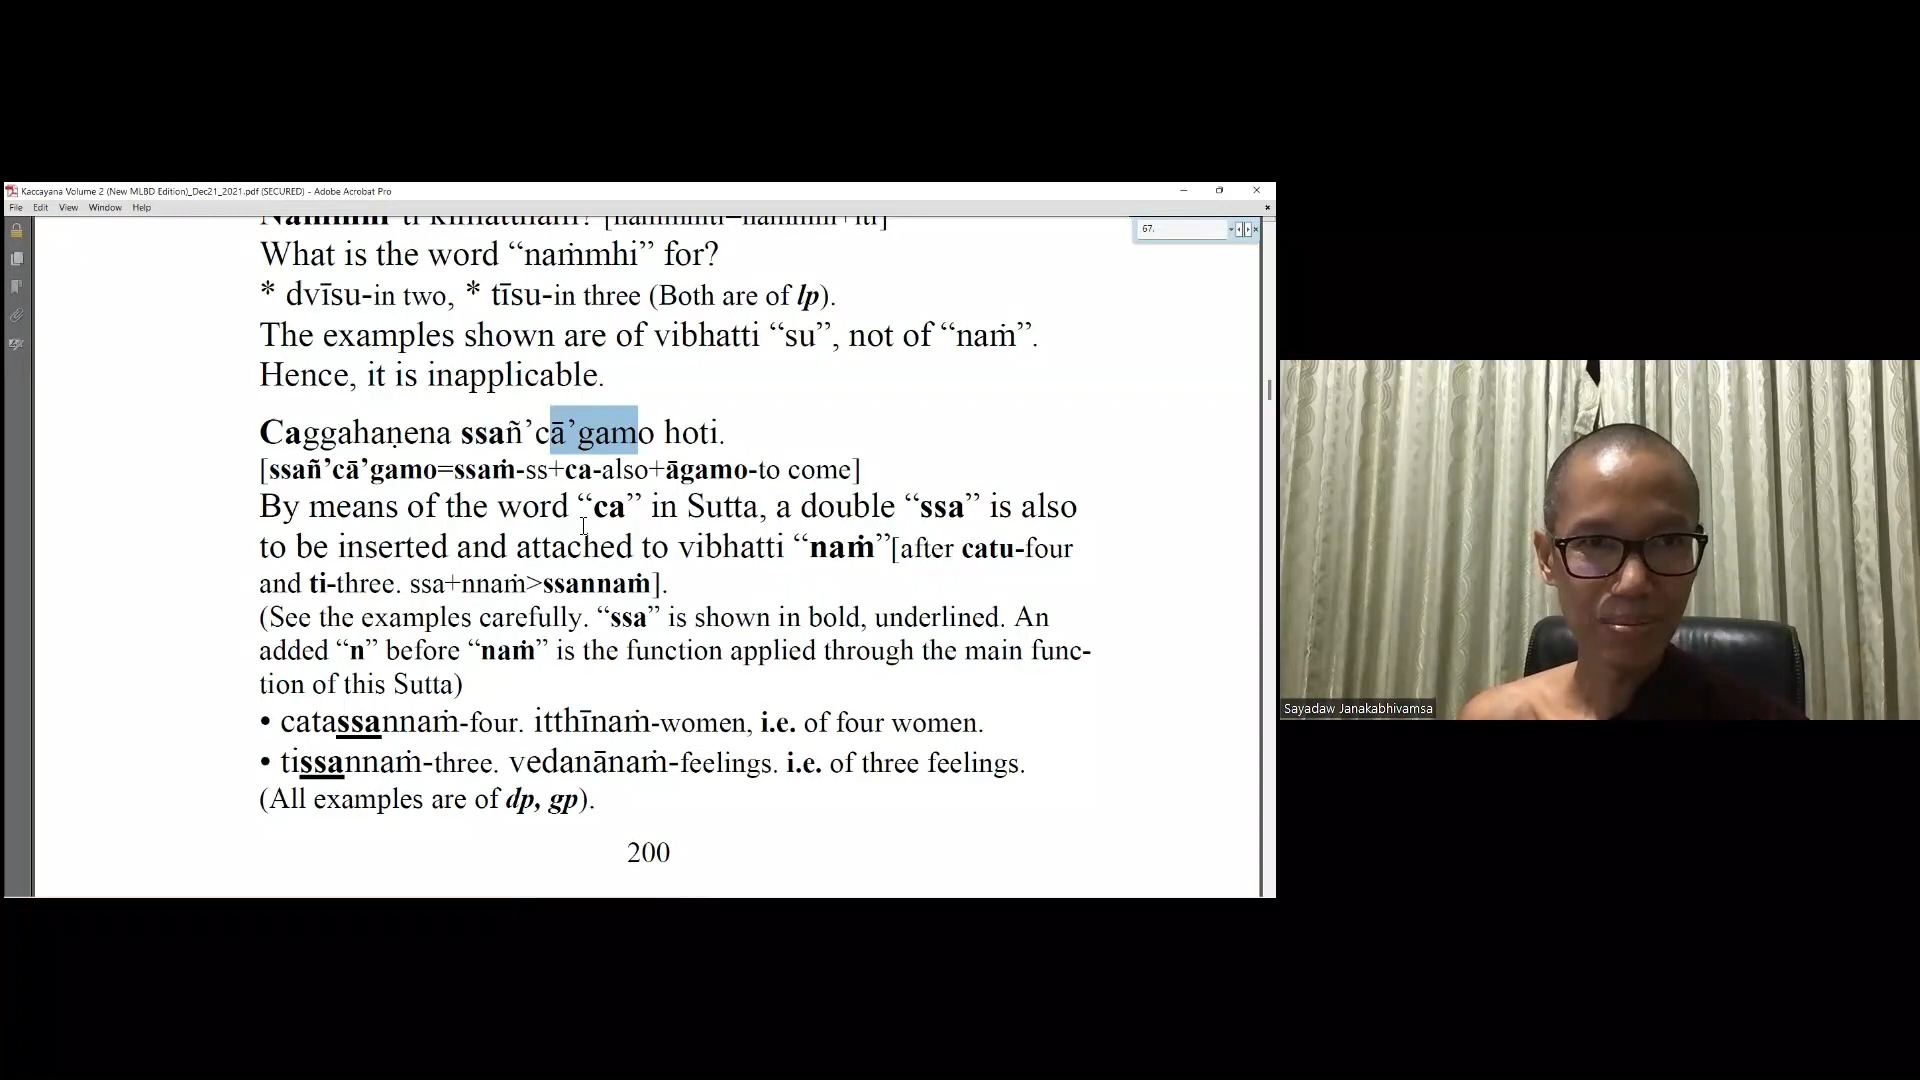 Kaccayana Volume 2 (New MLBD Edition)_Dec21_2021.pdf (SECURED) - Adobe Acrobat Pro
File Edit View Window Help
67.
What is the word “naṁmhi” for?
* dvīsu-in two, * tīsu-in three (Both are of lp).
The examples shown are of vibhatti “su”, not of “naṁ”.
Hence, it is inapplicable.
Caggahaṇena ssañ’cā’gamo hoti.
[ssañ’cā’gamo=ssaṁ-ss+ca-also+āgamo-to come]
By means of the word “ca” in Sutta, a double “ssa” is also
to be inserted and attached to vibhatti “naṁ”[after catu-four
and ti-three. ssa+nnaṁ>ssannaṁ].
(See the examples carefully. “ssa” is shown in bold, underlined. An
added “n” before “naṁ” is the function applied through the main func-
tion of this Sutta)
• catassannaṁ-four. itthīnaṁ-women, i.e. of four women.
• tissannaṁ-three. vedanānaṁ-feelings. i.e. of three feelings.
(All examples are of dp, gp).
200
Sayadaw Janakabhivamsa